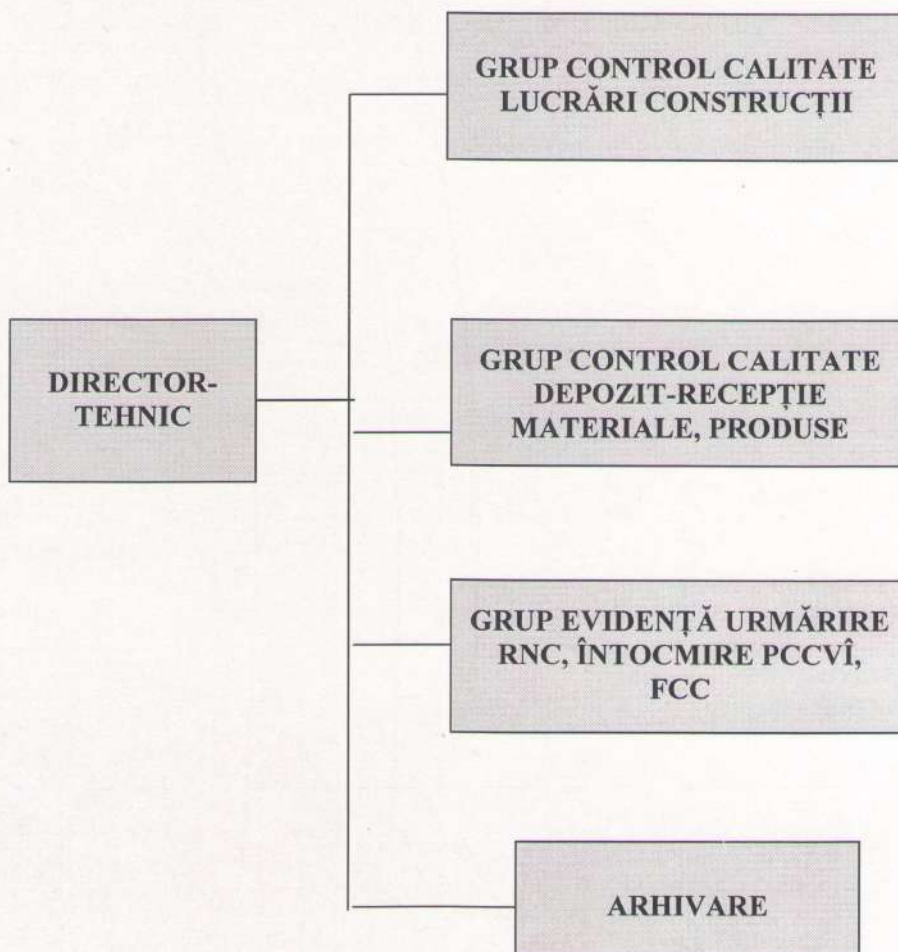 GRUP CONTROL CALITATE
LUCRĂRI CONSTRUCȚII
DIRECTOR-
TEHNIC
GRUP CONTROL CALITATE
DEPOZIT-RECEPȚIE
MATERIALE, PRODUSE
GRUP EVIDENȚĂ URMĂRIRE
RNC, ÎNTOCMIRE PCCVÎ,
FCC
ARHIVARE